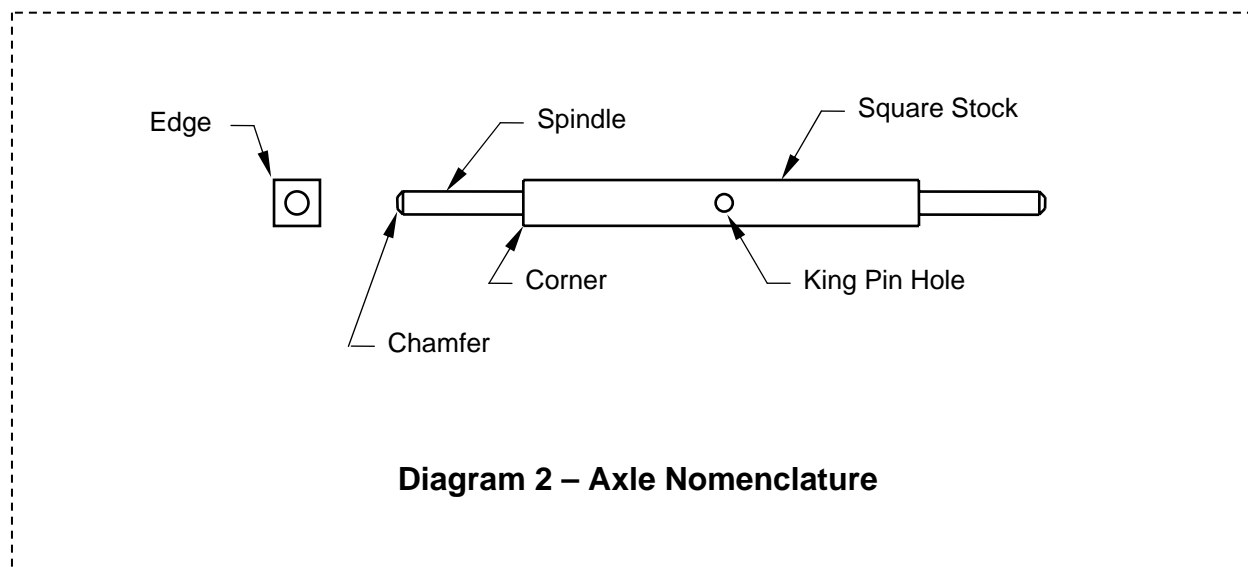 Edge
Spindle
Square Stock
Corner
King Pin Hole
Chamfer
Diagram 2 – Axle Nomenclature